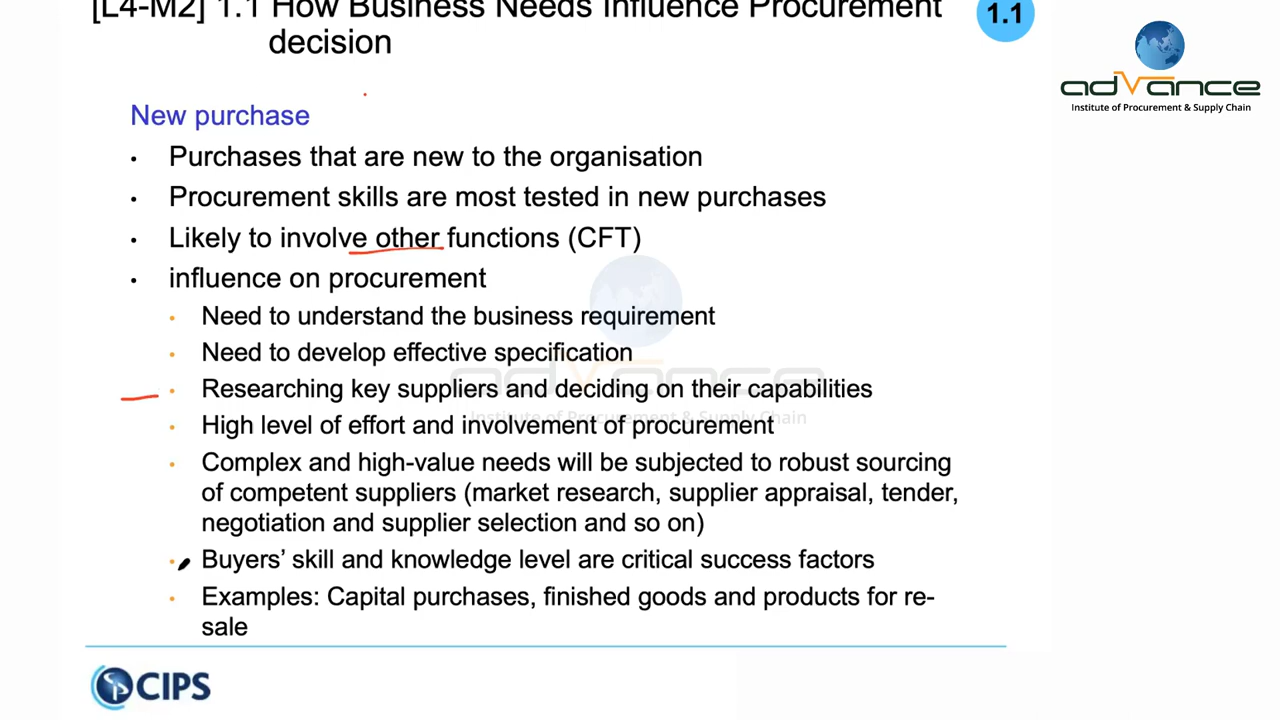 [L4-M2] 1.1 How Business Needs Influence Procurement
decision
1.1
advance
Institute of Procurement & Supply Chain
New purchase
• Purchases that are new to the organisation
• Procurement skills are most tested in new purchases
• Likely to involve other functions (CFT)
• influence on procurement
• Need to understand the business requirement
• Need to develop effective specification
• Researching key suppliers and deciding on their capabilities
• High level of effort and involvement of procurement
• Complex and high-value needs will be subjected to robust sourcing
of competent suppliers (market research, supplier appraisal, tender,
negotiation and supplier selection and so on)
• Buyers’ skill and knowledge level are critical success factors
• Examples: Capital purchases, finished goods and products for re-
sale
advance
Institute of Procurement & Supply Chain
CIPS